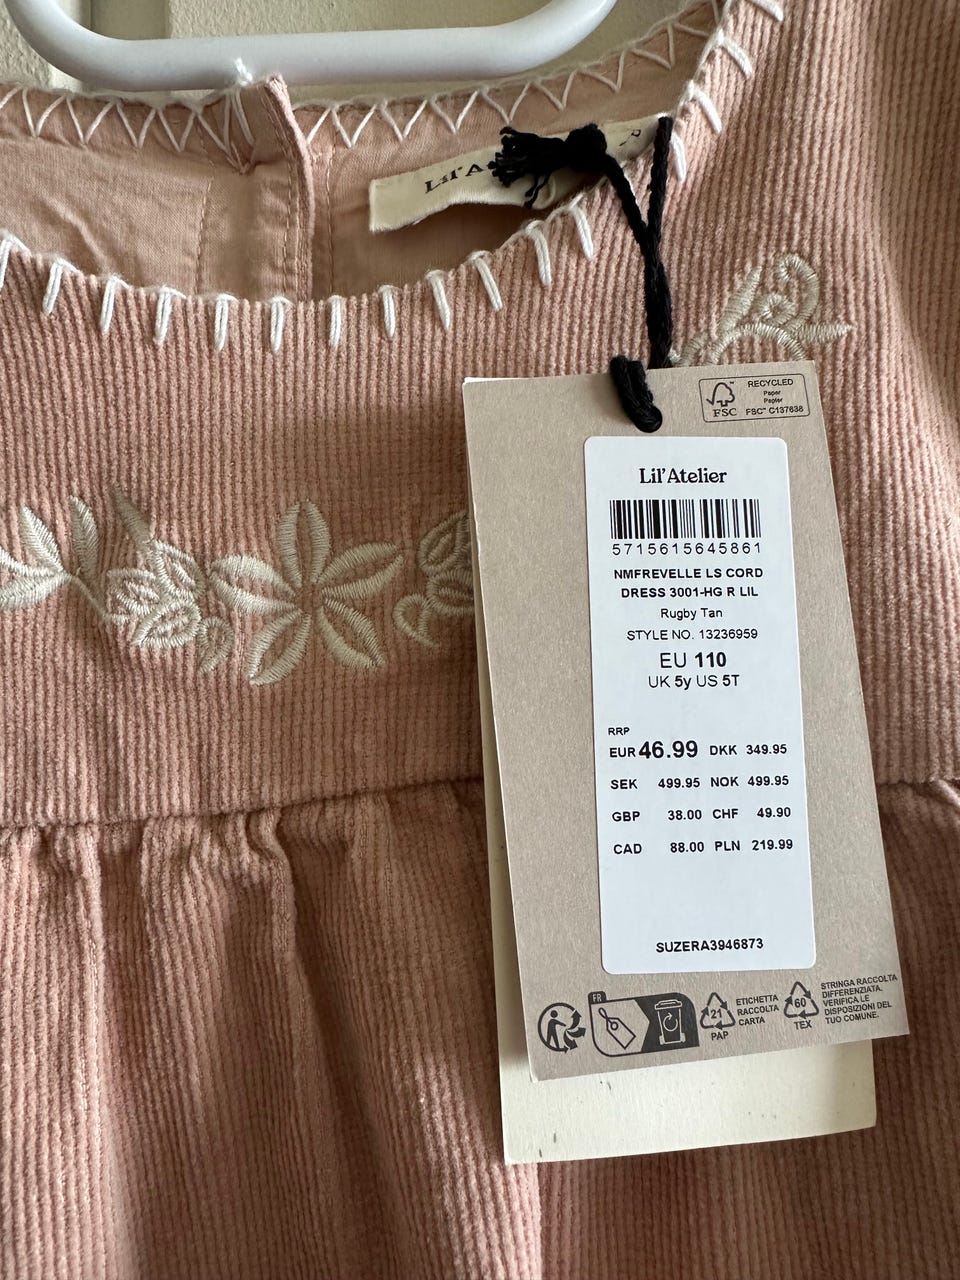 RECYCLED
Paper
Papier
FSC™ C137638
FSC
Lil'Atelier
5715615645861
NMFREVELLE LS CORD
DRESS 3001-HG R LIL
Rugby Tan
STYLE NO. 13236959
EU 110
UK 5y US 5T
RRP
EUR 46.99 DKK 349.95
SEK 499.95 NOK 499.95
GBP 38.00 CHF 49.90
CAD 88.00 PLN 219.99
SUZERA3946873
FR
21
PAP
ETICHETTA
RACCOLTA
CARTA
60
TEX
STRINGA RACCOLTA
DIFFERENZIATA.
VERIFICA LE
DISPOSIZIONI DEL
TUO COMUNE.